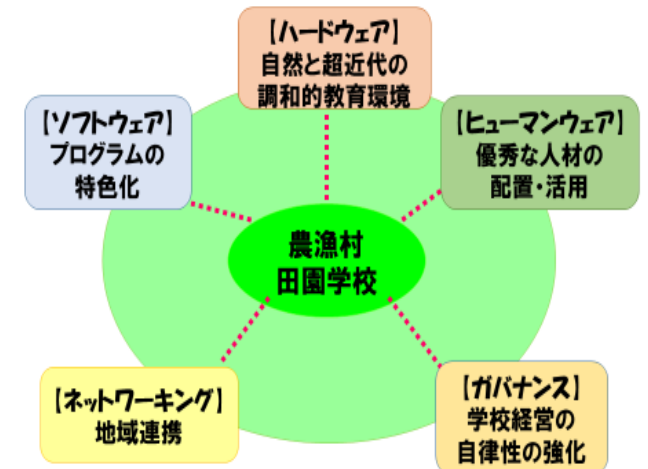 【ハードウェア】
自然と超近代の
調和的教育環境
【ソフトウェア】
プログラムの
特色化
【ヒューマンウェア】
優秀な人材の
配置・活用
農漁村
田園学校
【ネットワーキング】
地域連携
【ガバナンス】
学校経営の
自律性の強化